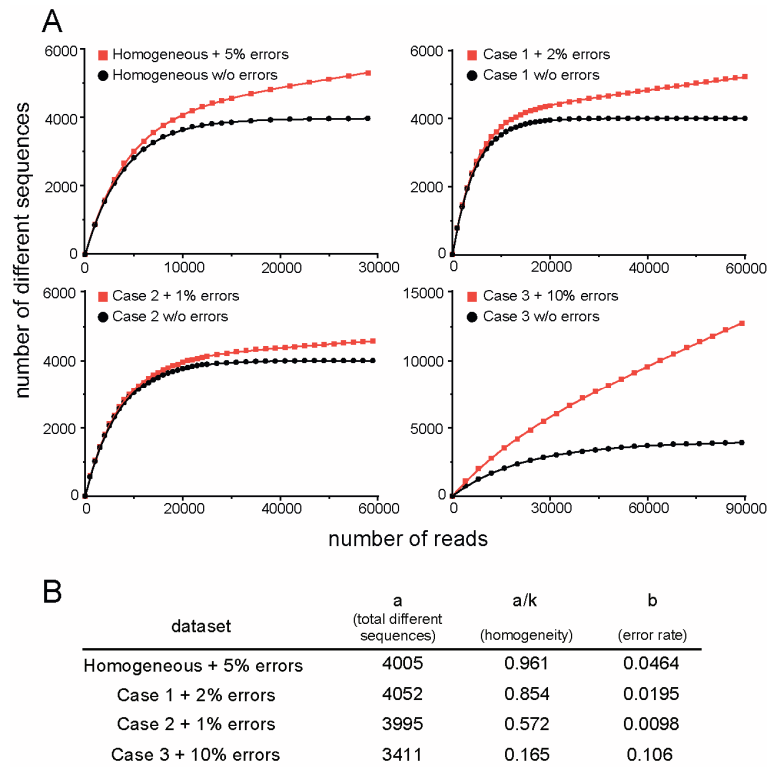 A
number of different sequences
6000
4000
2000
0
0
10000
20000
30000
Homogeneous + 5% errors
Homogeneous w/o errors
6000
4000
2000
0
0
20000
40000
60000
Case 1 + 2% errors
Case 1 w/o errors
6000
4000
2000
0
0
20000
40000
60000
Case 2 + 1% errors
Case 2 w/o errors
15000
10000
5000
0
0
30000
60000
90000
Case 3 + 10% errors
Case 3 w/o errors
number of reads
B
dataset
a
(total different
sequences)
a/k
(homogeneity)
b
(error rate)
Homogeneous + 5% errors 4005 0.961 0.0464
Case 1 + 2% errors 4052 0.854 0.0195
Case 2 + 1% errors 3995 0.572 0.0098
Case 3 + 10% errors 3411 0.165 0.106